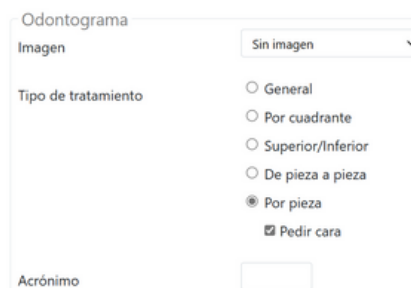 Odontograma
Imagen Sin imagen
Tipo de tratamiento General
Por cuadrante
Superior/Inferior
De pieza a pieza
Por pieza
Pedir cara
Acrónimo